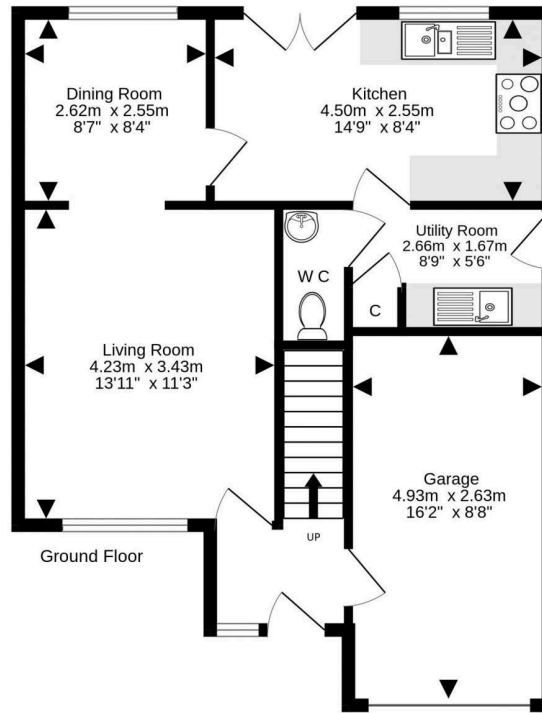 Dining Room
2.62m x 2.55m
8'7" x 8'4"
Kitchen
4.50m x 2.55m
14'9" x 8'4"
Utility Room
2.66m x 1.67m
8'9" x 5'6"
W C
C
Living Room
4.23m x 3.43m
13'11" x 11'3"
Garage
4.93m x 2.63m
16'2" x 8'8"
UP
Ground Floor